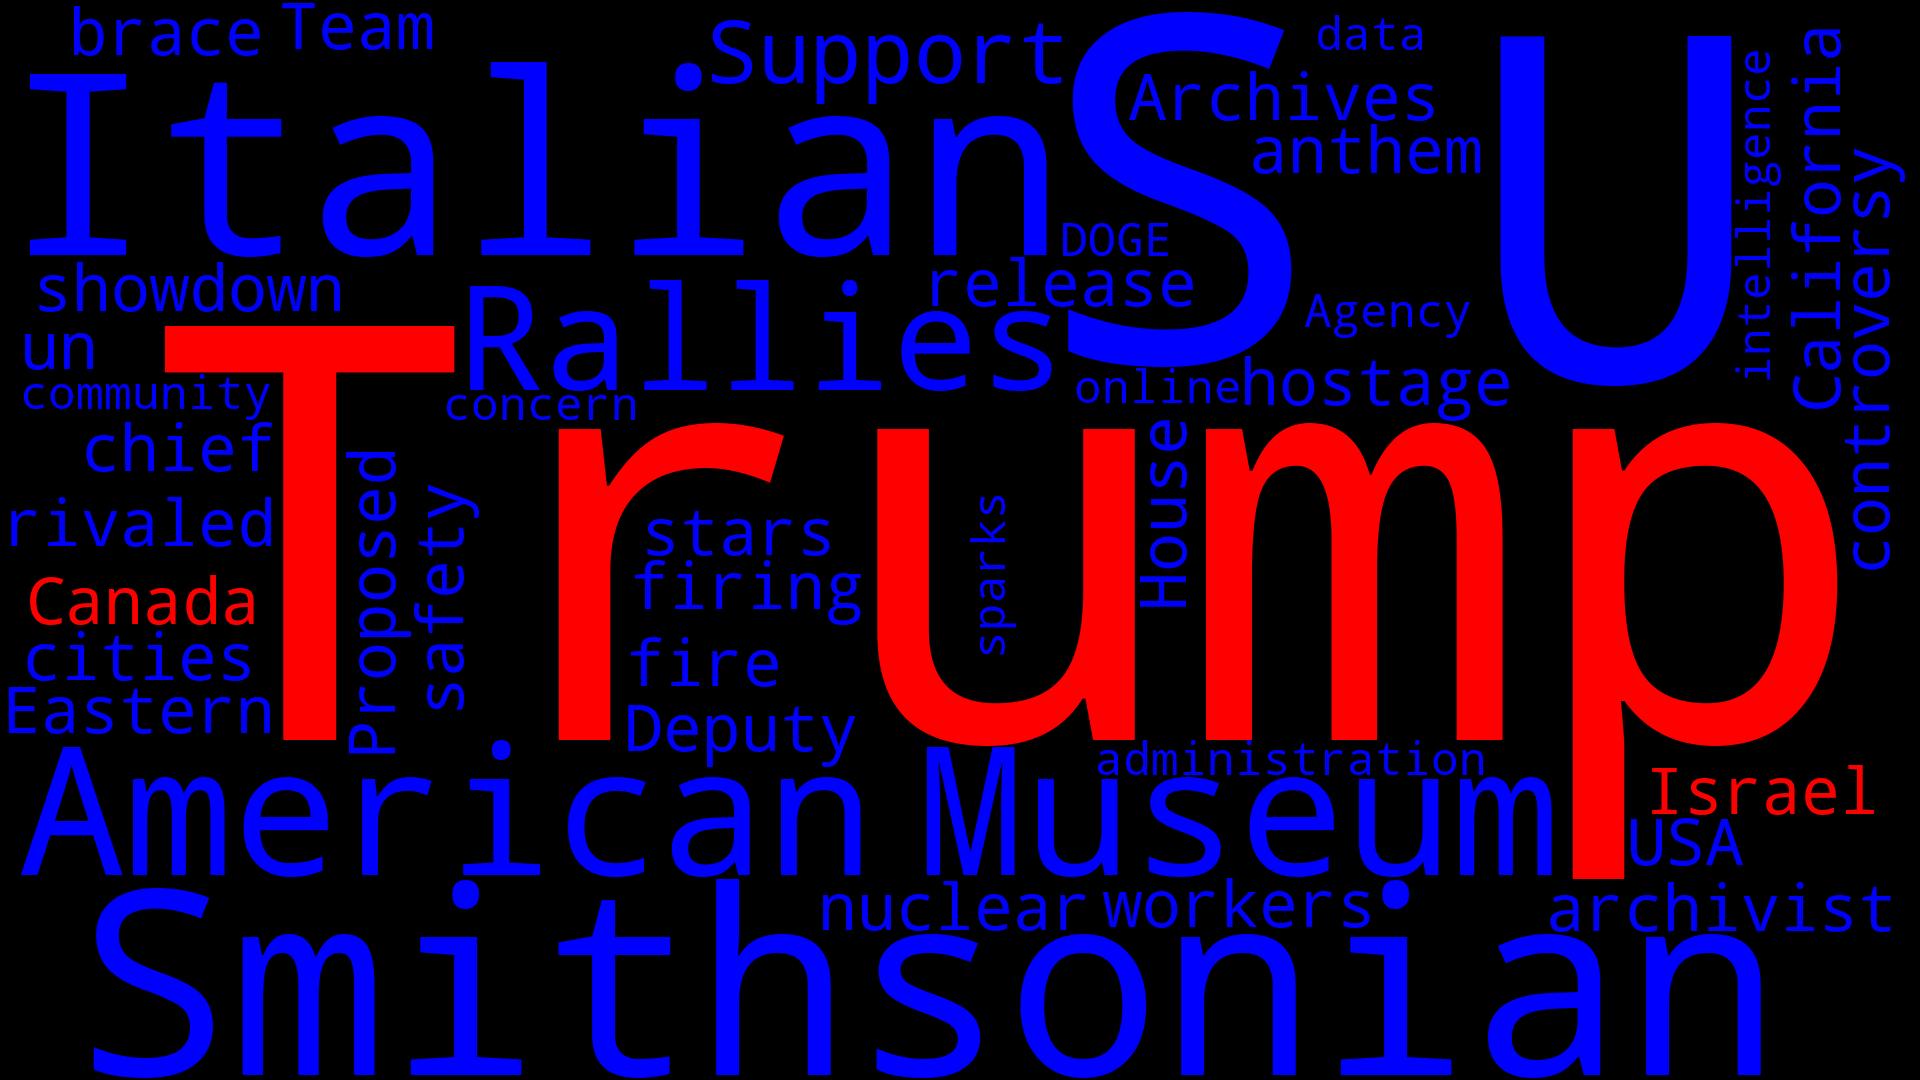 brace Team Support data
Italian S U
Archives
anthem
intelligence
California
controversy
DOGE
showdown Rallies release Agency
un
community concern online hostage
Trump
chief
House
Proposed
safety
rivaled stars sparks
firing
Canada
cities fire
Eastern Deputy
American Museum administration
Israel
USA
nuclear workers archivist
Smithsonian